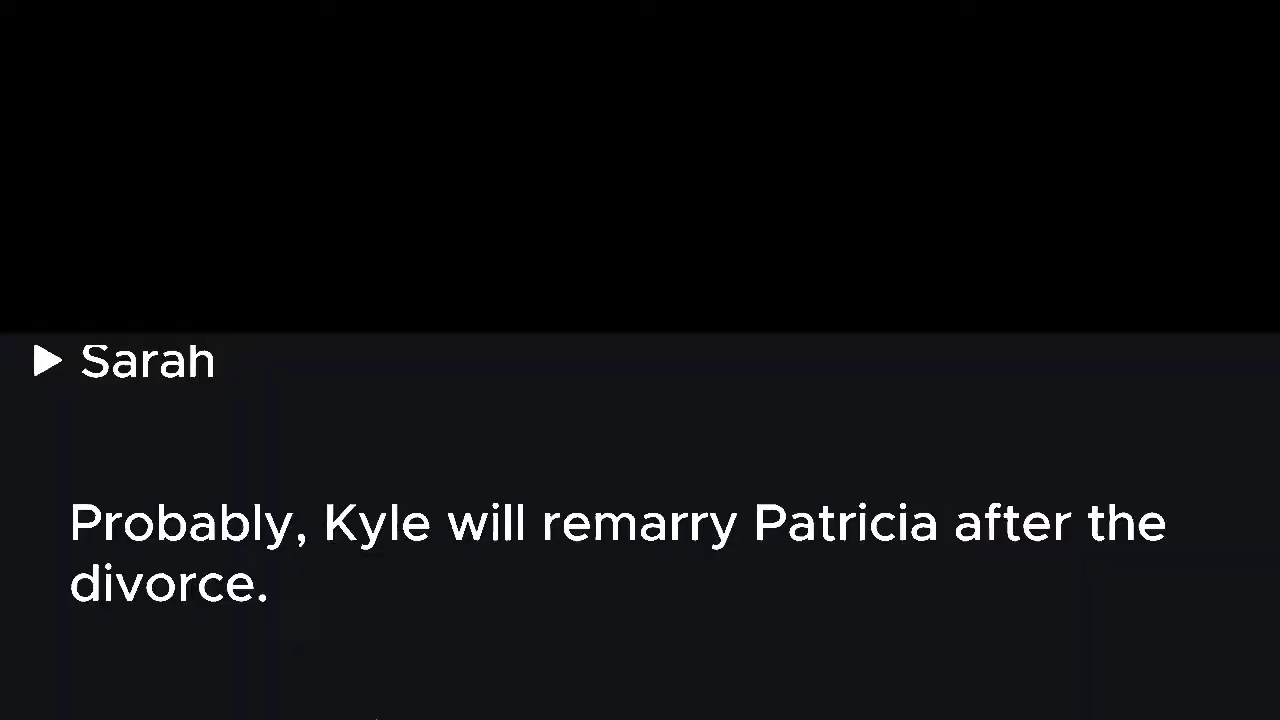 ▶ Sarah
Probably, Kyle will remarry Patricia after the
divorce.